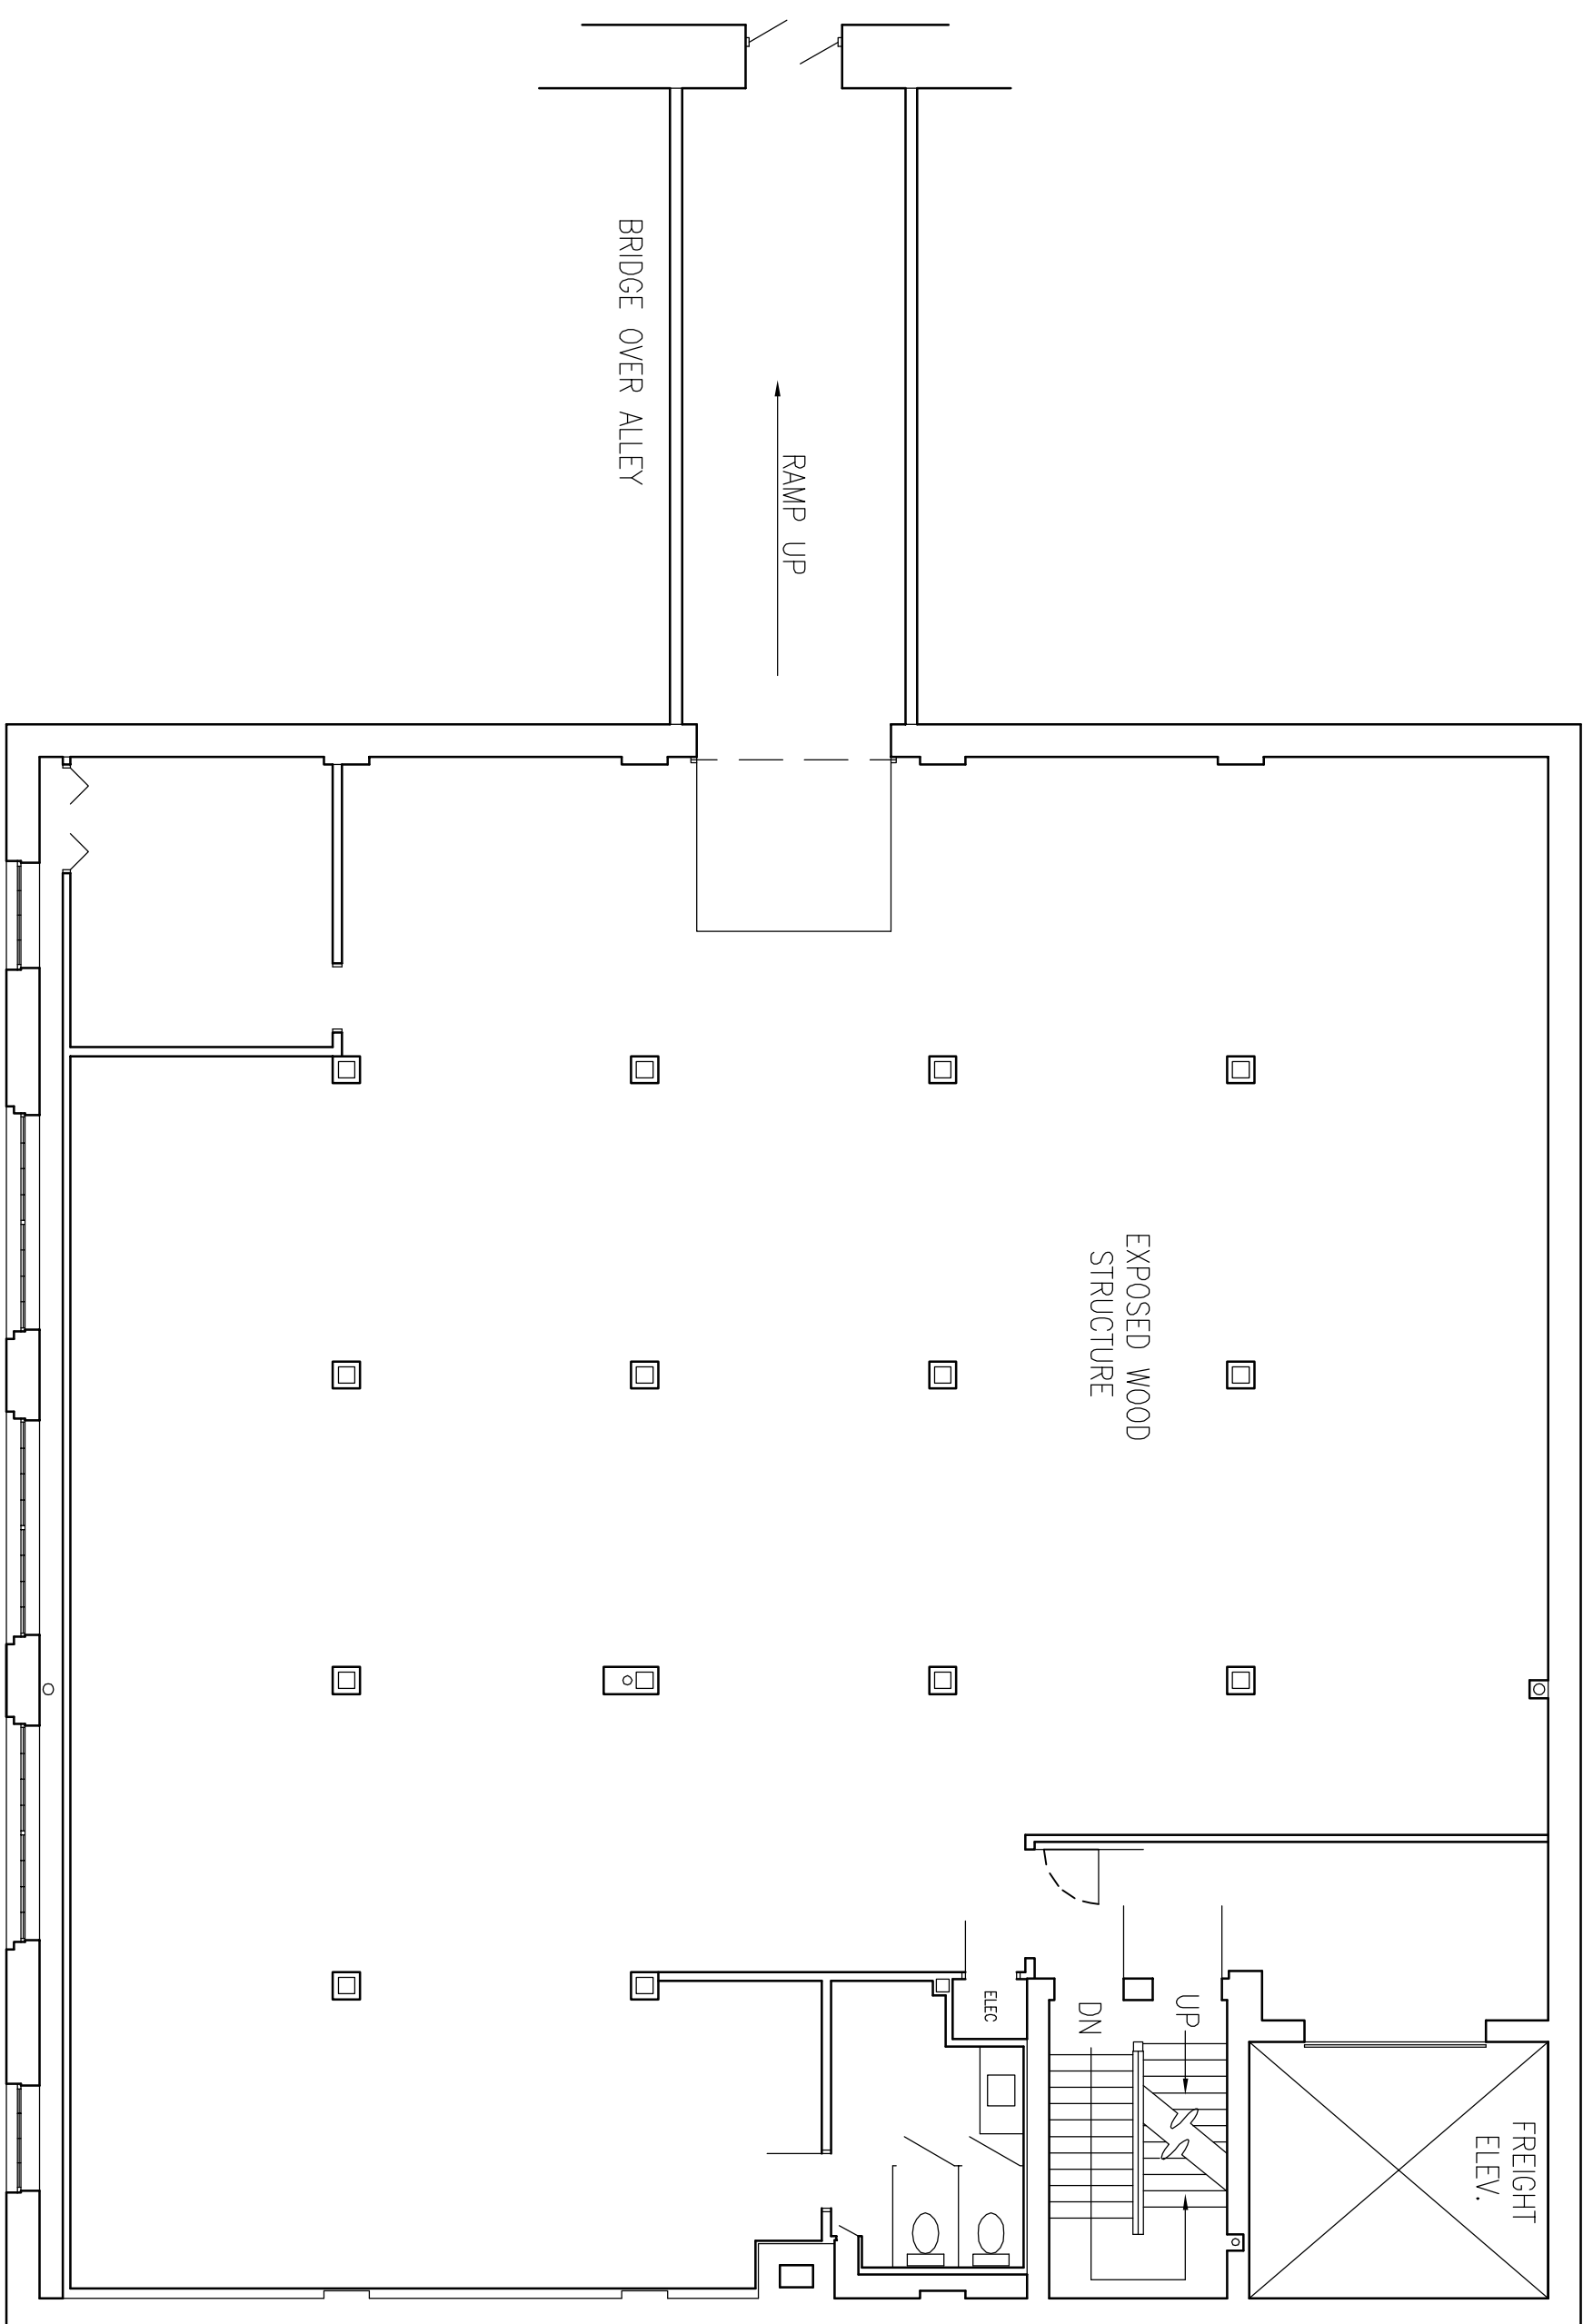 BRIDGE OVER ALLEY
RAMP UP
EXPOSED WOOD
STRUCTURE
ELEC
DN
UP
FREIGHT
ELEV.